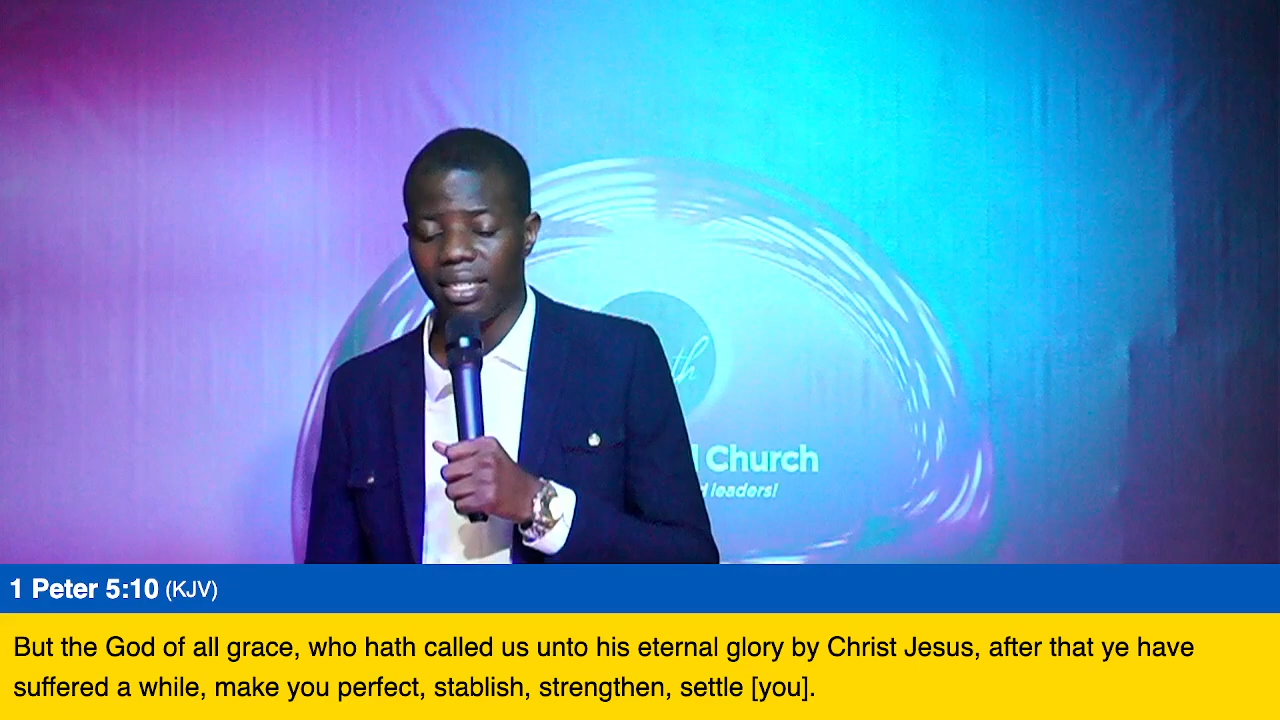 Church
leaders!
1 Peter 5:10 (KJV)
But the God of all grace, who hath called us unto his eternal glory by Christ Jesus, after that ye have
suffered a while, make you perfect, stablish, strengthen, settle [you].